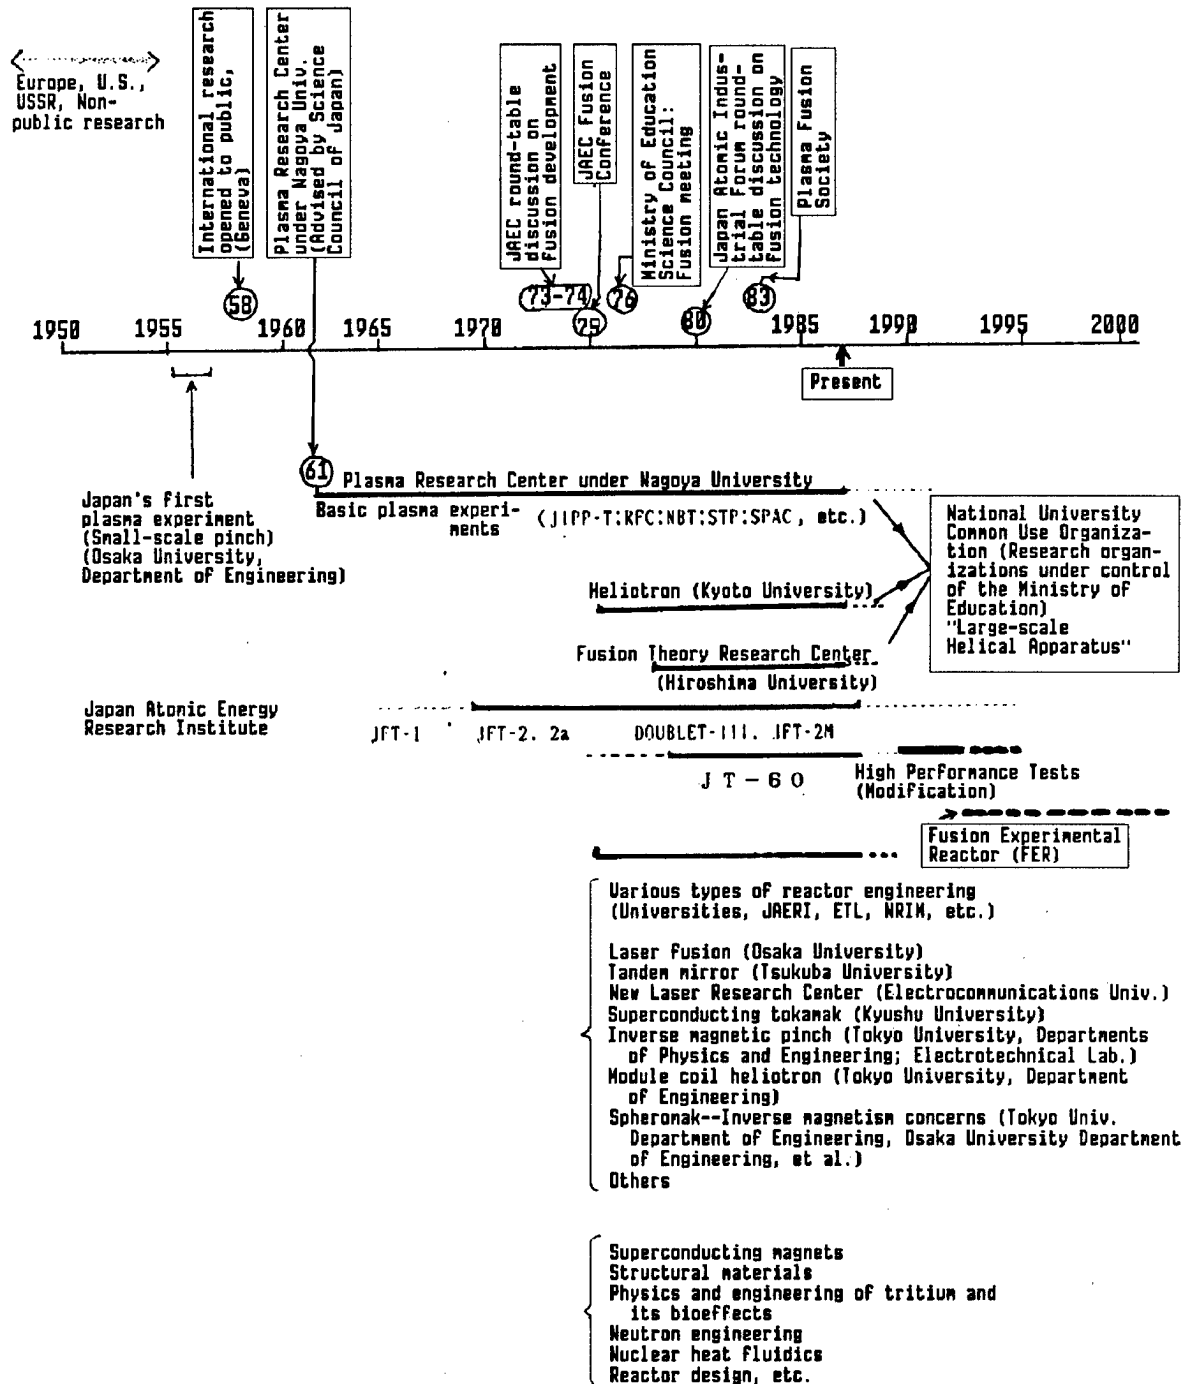 Europe, U.S.,
USSR, Non-
public research
International research
opened to public,
(Geneva)
Plasma Research Center
under Nagoya Univ.
(Advised by Science
Council of Japan)
JAEC round-table
discussion on
fusion development
JAEC Fusion
Conference
Ministry of Education
Science Council:
Fusion meeting
Japan Atomic Indus-
trial Forum round-
table discussion on
fusion technology
Plasma Fusion
Society
58
73-74
75
76
80
83
1950 1955 1960 1965 1970 1985 1990 1995 2000
Present
61
Japan's first
plasma experiment
(Small-scale pinch)
(Osaka University,
Department of Engineering)
Plasma Research Center under Nagoya University
Basic plasma experi-
ments
(JIPP-T:RFC:NBT:STP:SPAC, etc.)
National University
Common Use Organiza-
tion (Research organ-
izations under control
of the Ministry of
Education)
"Large-scale
Helical Apparatus"
Heliotron (Kyoto University)
Fusion Theory Research Center
(Hiroshima University)
Japan Atomic Energy
Research Institute
JFT-1
JFT-2. 2a
DOUBLET-III. JFT-2M
JT-60
High Performance Tests
(Modification)
Fusion Experimental
Reactor (FER)
Various types of reactor engineering
(Universities, JAERI, ETL, NRIM, etc.)
Laser fusion (Osaka University)
Tandem mirror (Tsukuba University)
New Laser Research Center (Electrocommunications Univ.)
Superconducting tokamak (Kyushu University)
Inverse magnetic pinch (Tokyo University, Departments
of Physics and Engineering; Electrotechnical Lab.)
Module coil heliotron (Tokyo University, Department
of Engineering)
Spheromak--Inverse magnetism concerns (Tokyo Univ.
Department of Engineering, Osaka University Department
of Engineering, et al.)
Others
Superconducting magnets
Structural materials
Physics and engineering of tritium and
its bioeffects
Neutron engineering
Nuclear heat fluidics
Reactor design, etc.